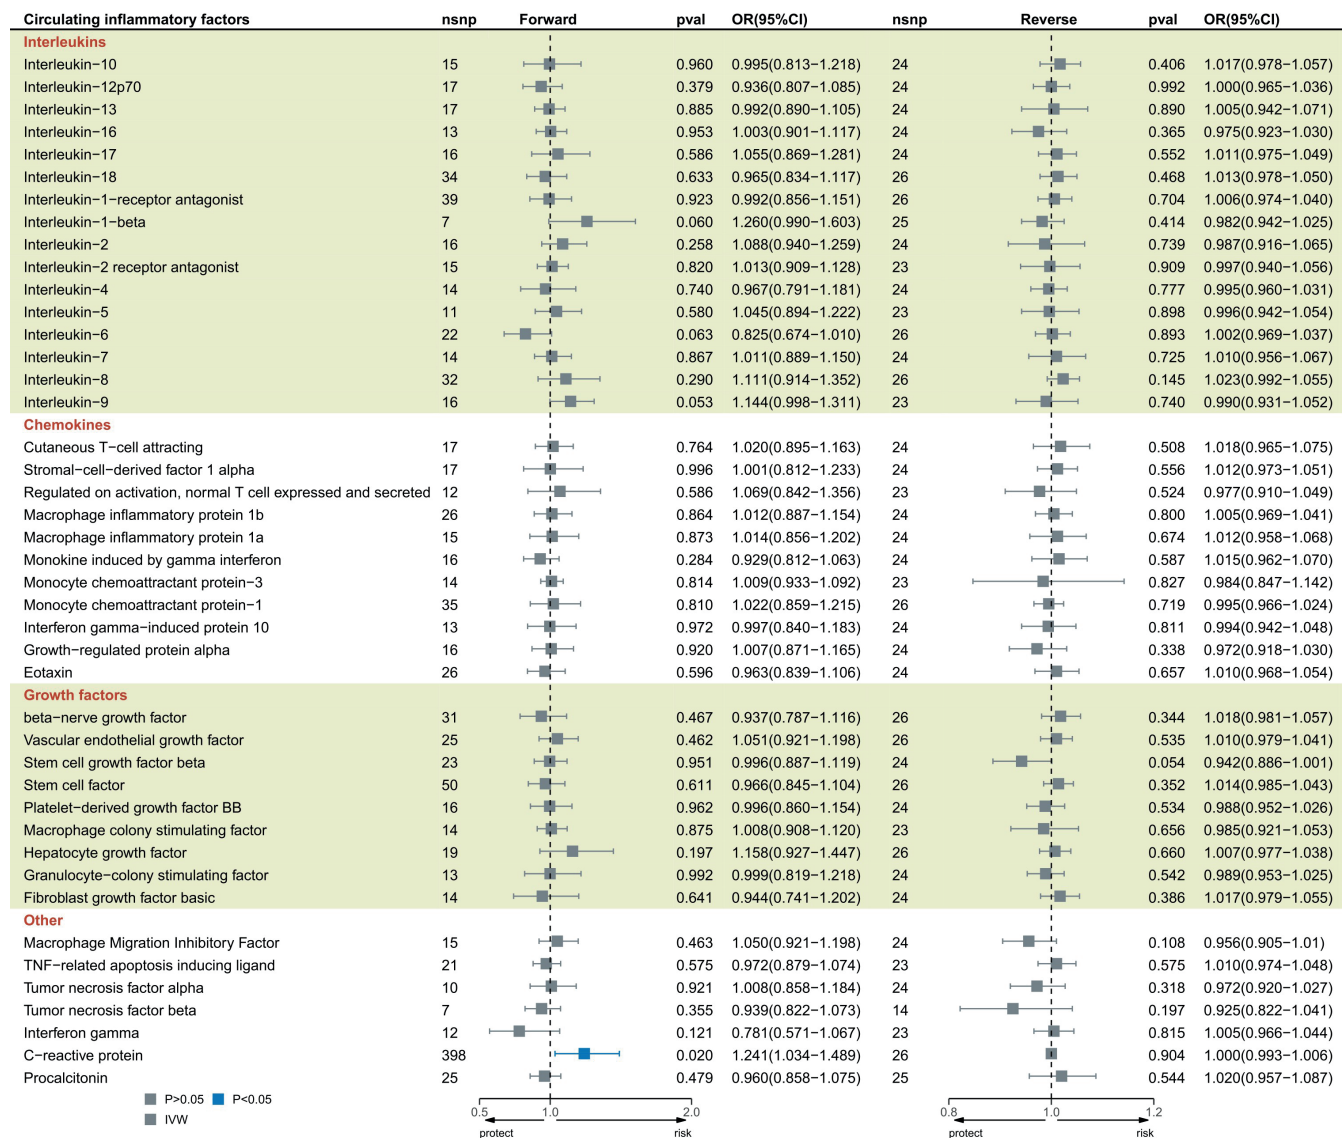 Circulating inflammatory factors nsnp Forward pval OR(95%CI) nsnp Reverse pval OR(95%CI)
Interleukins
Interleukin−10 15 0.960 0.995(0.813−1.218) 24 0.406 1.017(0.978−1.057)
Interleukin−12p70 17 0.379 0.936(0.807−1.085) 24 0.992 1.000(0.965−1.036)
Interleukin−13 17 0.885 0.992(0.890−1.105) 24 0.890 1.005(0.942−1.071)
Interleukin−16 13 0.953 1.003(0.901−1.117) 24 0.365 0.975(0.923−1.030)
Interleukin−17 16 0.586 1.055(0.869−1.281) 24 0.552 1.011(0.975−1.049)
Interleukin−18 34 0.633 0.965(0.834−1.117) 26 0.468 1.013(0.978−1.050)
Interleukin−1−receptor antagonist 39 0.923 0.992(0.856−1.151) 26 0.704 1.006(0.974−1.040)
Interleukin−1−beta 7 0.060 1.260(0.990−1.603) 25 0.414 0.982(0.942−1.025)
Interleukin−2 16 0.258 1.088(0.940−1.259) 24 0.739 0.987(0.916−1.065)
Interleukin−2 receptor antagonist 15 0.820 1.013(0.909−1.128) 23 0.909 0.997(0.940−1.056)
Interleukin−4 14 0.740 0.967(0.791−1.181) 24 0.777 0.995(0.960−1.031)
Interleukin−5 11 0.580 1.045(0.894−1.222) 23 0.898 0.996(0.942−1.054)
Interleukin−6 22 0.063 0.825(0.674−1.010) 26 0.893 1.002(0.969−1.037)
Interleukin−7 14 0.867 1.011(0.889−1.150) 24 0.725 1.010(0.956−1.067)
Interleukin−8 32 0.290 1.111(0.914−1.352) 26 0.145 1.023(0.992−1.055)
Interleukin−9 16 0.053 1.144(0.998−1.311) 23 0.740 0.990(0.931−1.052)
Chemokines
Cutaneous T−cell attracting 17 0.764 1.020(0.895−1.163) 24 0.508 1.018(0.965−1.075)
Stromal−cell−derived factor 1 alpha 17 0.996 1.001(0.812−1.233) 24 0.556 1.012(0.973−1.051)
Regulated on activation, normal T cell expressed and secreted 12 0.586 1.069(0.842−1.356) 23 0.524 0.977(0.910−1.049)
Macrophage inflammatory protein 1b 26 0.864 1.012(0.887−1.154) 24 0.800 1.005(0.969−1.041)
Macrophage inflammatory protein 1a 15 0.873 1.014(0.856−1.202) 24 0.674 1.012(0.958−1.068)
Monokine induced by gamma interferon 16 0.284 0.929(0.812−1.063) 24 0.587 1.015(0.962−1.070)
Monocyte chemoattractant protein−3 14 0.814 1.009(0.933−1.092) 23 0.827 0.984(0.847−1.142)
Monocyte chemoattractant protein−1 35 0.810 1.022(0.859−1.215) 26 0.719 0.995(0.966−1.024)
Interferon gamma−induced protein 10 13 0.972 0.997(0.840−1.183) 24 0.811 0.994(0.942−1.048)
Growth−regulated protein alpha 16 0.920 1.007(0.871−1.165) 24 0.338 0.972(0.918−1.030)
Eotaxin 26 0.596 0.963(0.839−1.106) 24 0.657 1.010(0.968−1.054)
Growth factors
beta−nerve growth factor 31 0.467 0.937(0.787−1.116) 26 0.344 1.018(0.981−1.057)
Vascular endothelial growth factor 25 0.462 1.051(0.921−1.198) 26 0.535 1.010(0.979−1.041)
Stem cell growth factor beta 23 0.951 0.996(0.887−1.119) 24 0.054 0.942(0.886−1.001)
Stem cell factor 50 0.611 0.966(0.845−1.104) 26 0.352 1.014(0.985−1.043)
Platelet−derived growth factor BB 16 0.962 0.996(0.860−1.154) 24 0.534 0.988(0.952−1.026)
Macrophage colony stimulating factor 14 0.875 1.008(0.908−1.120) 23 0.656 0.985(0.921−1.053)
Hepatocyte growth factor 19 0.197 1.158(0.927−1.447) 26 0.660 1.007(0.977−1.038)
Granulocyte−colony stimulating factor 13 0.992 0.999(0.819−1.218) 24 0.542 0.989(0.953−1.025)
Fibroblast growth factor basic 14 0.641 0.944(0.741−1.202) 24 0.386 1.017(0.979−1.055)
Other
Macrophage Migration Inhibitory Factor 15 0.463 1.050(0.921−1.198) 24 0.108 0.956(0.905−1.01)
TNF−related apoptosis inducing ligand 21 0.575 0.972(0.879−1.074) 23 0.575 1.010(0.974−1.048)
Tumor necrosis factor alpha 10 0.921 1.008(0.858−1.184) 24 0.318 0.972(0.920−1.027)
Tumor necrosis factor beta 7 0.355 0.939(0.822−1.073) 14 0.197 0.925(0.822−1.041)
Interferon gamma 12 0.121 0.781(0.571−1.067) 23 0.815 1.005(0.966−1.044)
C−reactive protein 398 0.020 1.241(1.034−1.489) 26 0.904 1.000(0.993−1.006)
Procalcitonin 25 0.479 0.960(0.858−1.075) 25 0.544 1.020(0.957−1.087)
P>0.05 P<0.05
IVW
0.5 1.0 2.0 0.8 1.0 1.2
protect risk protect risk